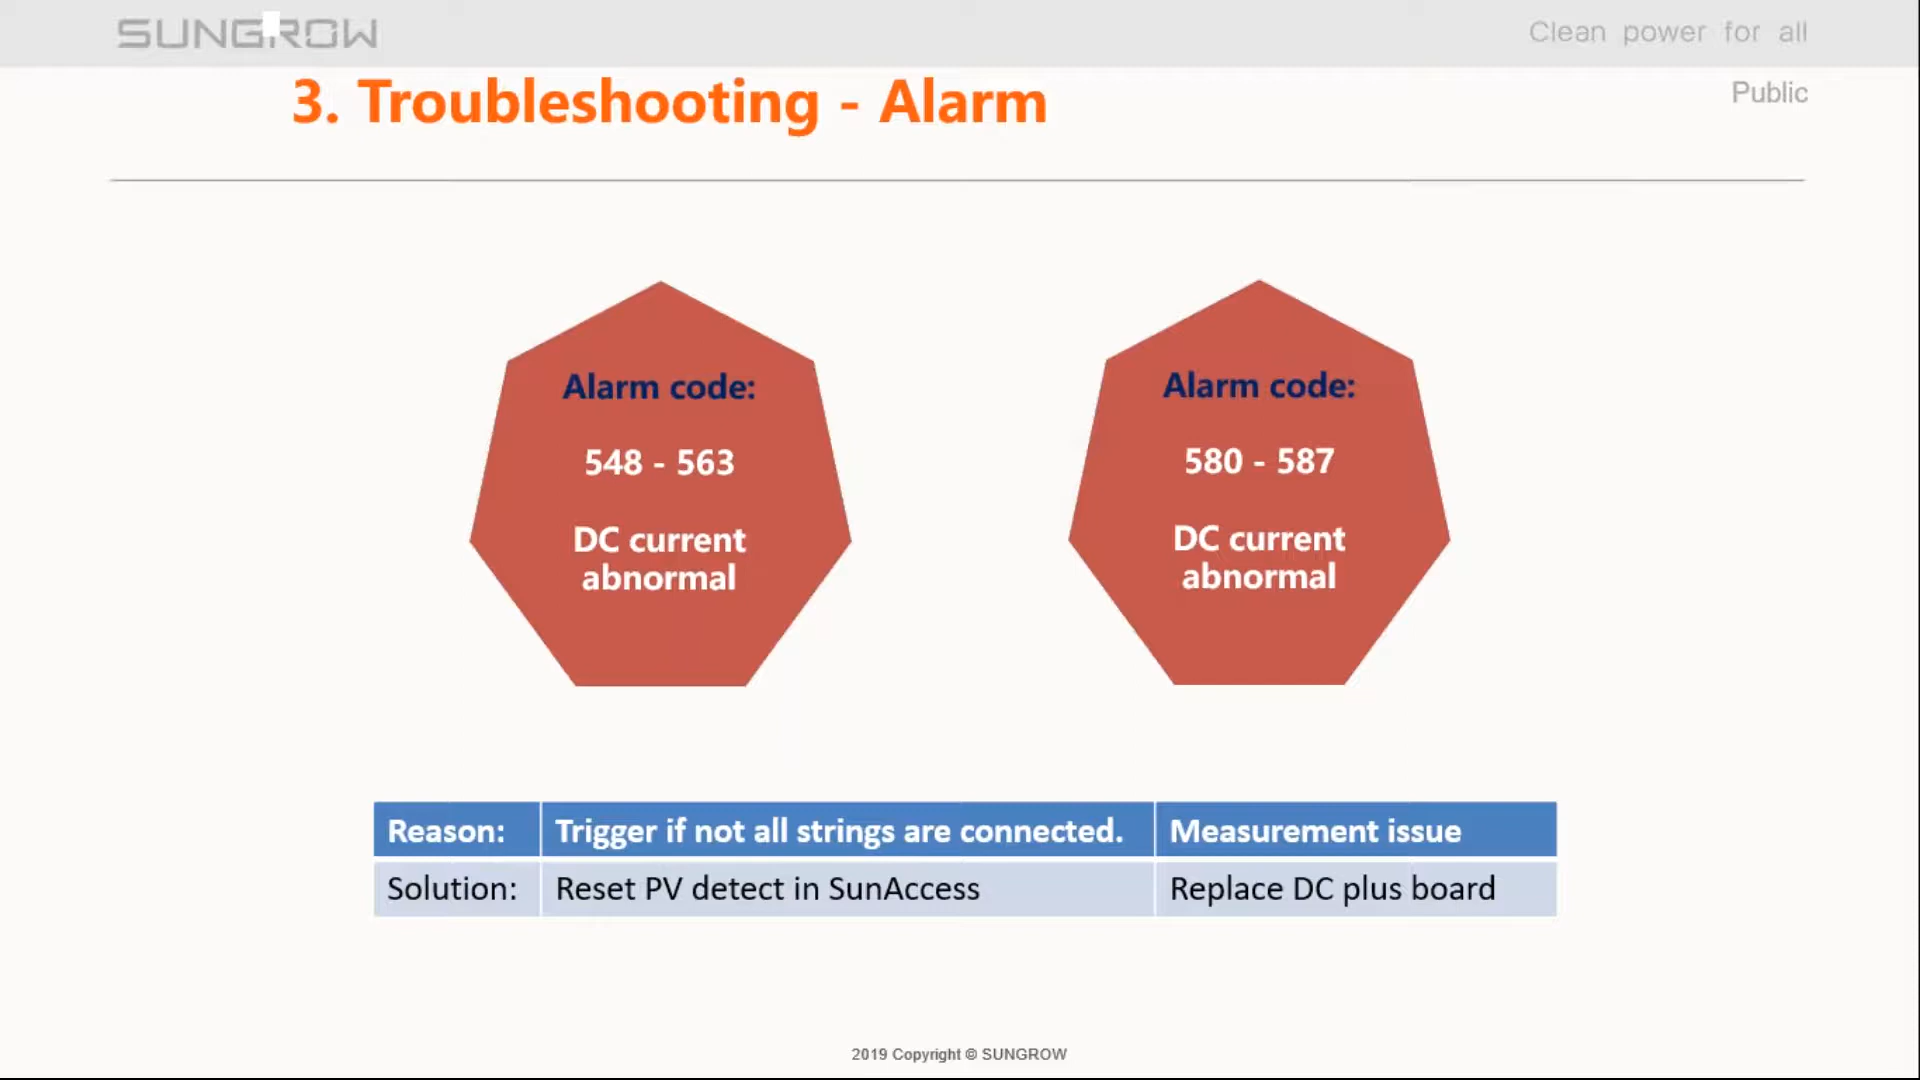 SUNGROW
Clean power for all
3. Troubleshooting - Alarm
Public
Alarm code:
548 - 563
DC current
abnormal
Alarm code:
580 - 587
DC current
abnormal
Reason: Trigger if not all strings are connected. Measurement issue
Solution: Reset PV detect in SunAccess Replace DC plus board
2019 Copyright © SUNGROW